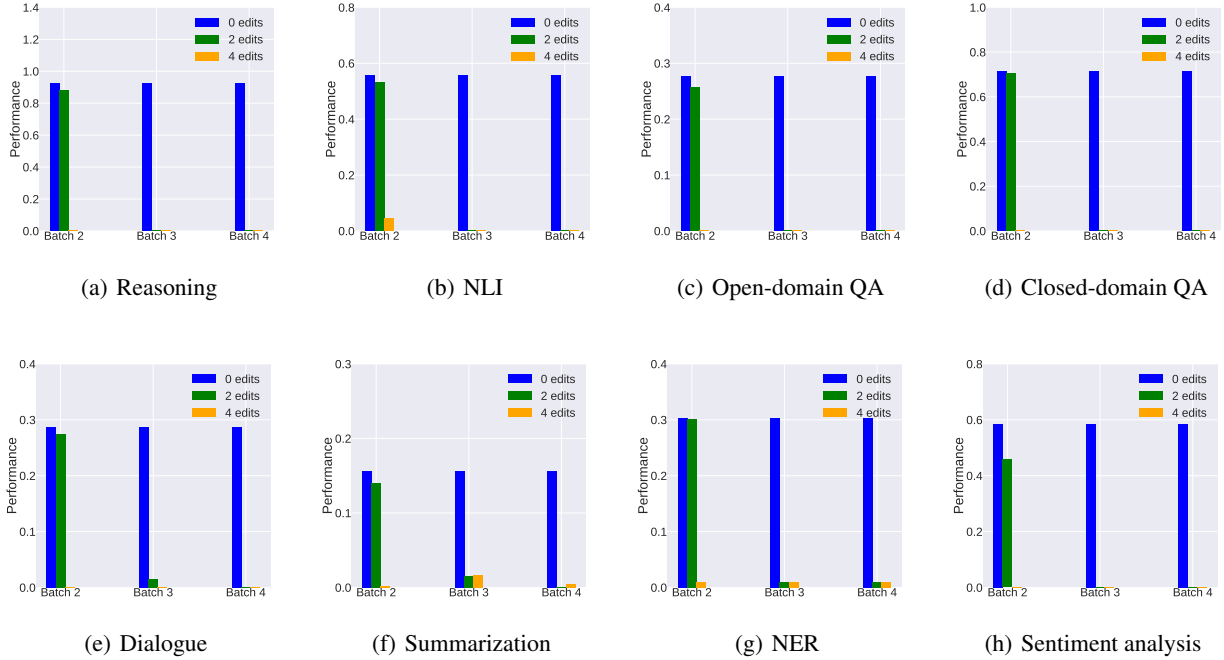 1.4
1.2
1.0
0.8
0.6
0.4
0.2
0.0
Performance
0 edits
2 edits
4 edits
Batch 2 Batch 3 Batch 4
(a) Reasoning
0.8
0.6
0.4
0.2
0.0
Performance
0 edits
2 edits
4 edits
Batch 2 Batch 3 Batch 4
(b) NLI
0.4
0.3
0.2
0.1
0.0
Performance
0 edits
2 edits
4 edits
Batch 2 Batch 3 Batch 4
(c) Open-domain QA
1.0
0.8
0.6
0.4
0.2
0.0
Performance
0 edits
2 edits
4 edits
Batch 2 Batch 3 Batch 4
(d) Closed-domain QA
0.4
0.3
0.2
0.1
0.0
Performance
0 edits
2 edits
4 edits
Batch 2 Batch 3 Batch 4
(e) Dialogue
0.3
0.2
0.1
0.0
Performance
0 edits
2 edits
4 edits
Batch 2 Batch 3 Batch 4
(f) Summarization
0.4
0.3
0.2
0.1
0.0
Performance
0 edits
2 edits
4 edits
Batch 2 Batch 3 Batch 4
(g) NER
0.8
0.6
0.4
0.2
0.0
Performance
0 edits
2 edits
4 edits
Batch 2 Batch 3 Batch 4
(h) Sentiment analysis